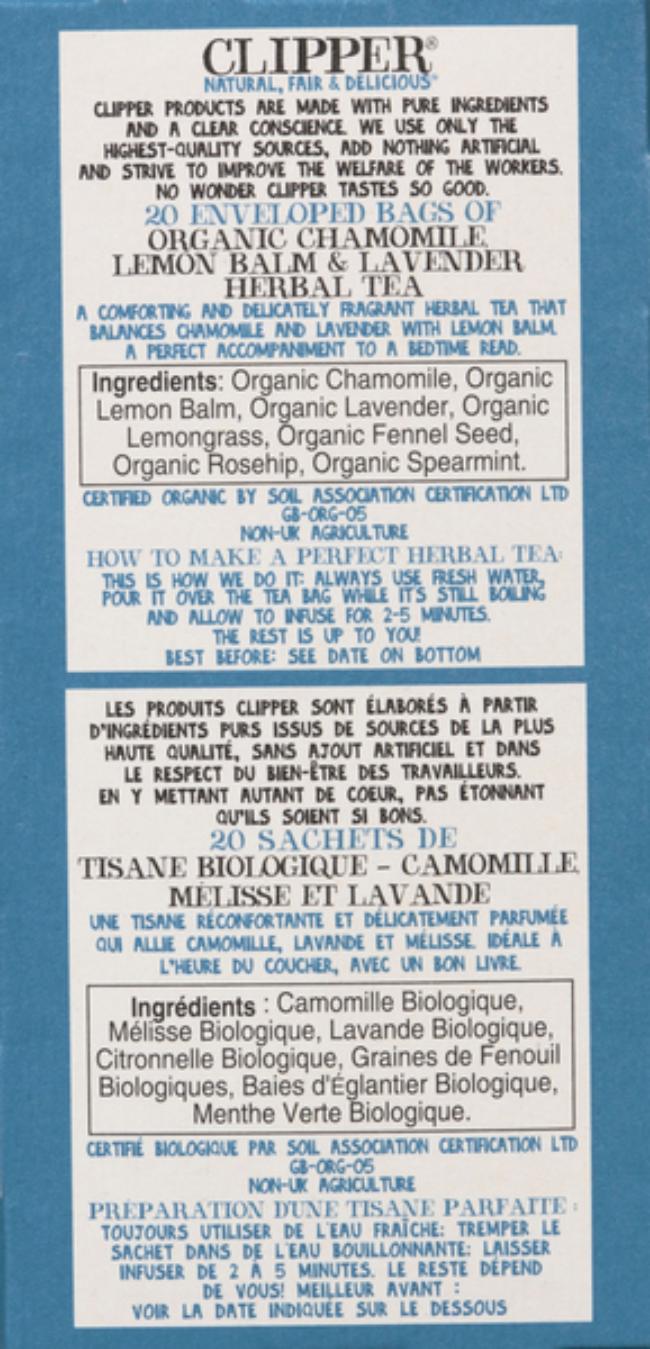 CLIPPER®
NATURAL, FAIR & DELICIOUS®
CLIPPER PRODUCTS ARE MADE WITH PURE INGREDIENTS
AND A CLEAR CONSCIENCE. WE USE ONLY THE
HIGHEST-QUALITY SOURCES, ADD NOTHING ARTIFICIAL
AND STRIVE TO IMPROVE THE WELFARE OF THE WORKERS.
NO WONDER CLIPPER TASTES SO GOOD.
20 ENVELOPED BAGS OF
ORGANIC CHAMOMILE,
LEMON BALM & LAVENDER
HERBAL TEA
A COMFORTING AND DELICATELY FRAGRANT HERBAL TEA THAT
BALANCES CHAMOMILE AND LAVENDER WITH LEMON BALM.
A PERFECT ACCOMPANIMENT TO A BEDTIME READ.
Ingredients: Organic Chamomile, Organic
Lemon Balm, Organic Lavender, Organic
Lemongrass, Organic Fennel Seed,
Organic Rosehip, Organic Spearmint.
CERTIFIED ORGANIC BY SOIL ASSOCIATION CERTIFICATION LTD
GB-ORG-05
NON-UK AGRICULTURE
HOW TO MAKE A PERFECT HERBAL TEA:
THIS IS HOW WE DO IT: ALWAYS USE FRESH WATER,
POUR IT OVER THE TEA BAG WHILE IT'S STILL BOILING
AND ALLOW TO INFUSE FOR 2-5 MINUTES.
THE REST IS UP TO YOU!
BEST BEFORE: SEE DATE ON BOTTOM
LES PRODUITS CLIPPER SONT ÉLABORÉS À PARTIR
D'INGRÉDIENTS PURS ISSUS DE SOURCES DE LA PLUS
HAUTE QUALITÉ, SANS AJOUT ARTIFICIEL ET DANS
LE RESPECT DU BIEN-ÊTRE DES TRAVAILLEURS.
EN Y METTANT AUTANT DE COEUR, PAS ÉTONNANT
QU'ILS SOIENT SI BONS.
20 SACHETS DE
TISANE BIOLOGIQUE - CAMOMILLE,
MÉLISSE ET LAVANDE
UNE TISANE RÉCONFORTANTE ET DÉLICATEMENT PARFUMÉE
QUI ALLIE CAMOMILLE, LAVANDE ET MÉLISSE. IDÉALE À
L'HEURE DU COUCHER, AVEC UN BON LIVRE.
Ingrédients : Camomille Biologique,
Mélisse Biologique, Lavande Biologique,
Citronnelle Biologique, Graines de Fenouil
Biologiques, Baies d'Églantier Biologique,
Menthe Verte Biologique.
CERTIFIÉ BIOLOGIQUE PAR SOIL ASSOCIATION CERTIFICATION LTD
GB-ORG-05
NON-UK AGRICULTURE
PRÉPARATION D'UNE TISANE PARFAITE :
TOUJOURS UTILISER DE L'EAU FRAÎCHE: TREMPER LE
SACHET DANS DE L'EAU BOUILLONNANTE: LAISSER
INFUSER DE 2 À 5 MINUTES. LE RESTE DÉPEND
DE VOUS! MEILLEUR AVANT :
VOIR LA DATE INDIQUÉE SUR LE DESSOUS